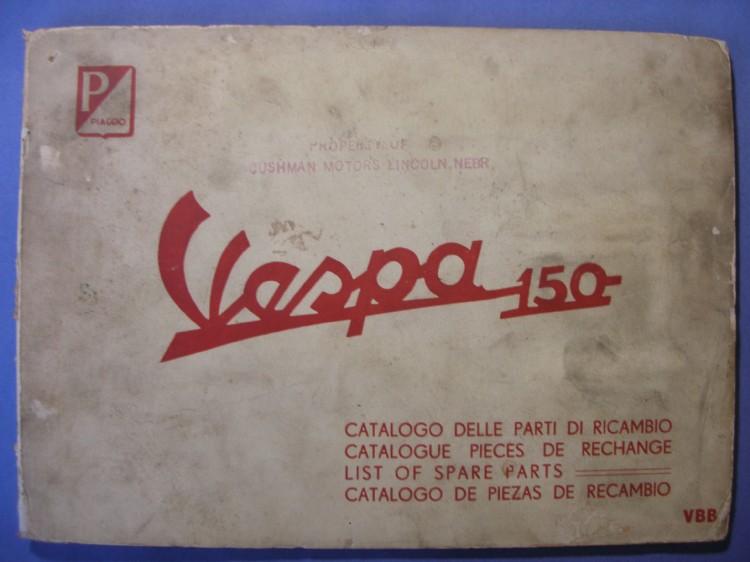 P
PIAGGIO
PROPERTY OF
CUSHMAN MOTORS LINCOLN, NEBR.
Vespa 150
CATALOGO DELLE PARTI DI RICAMBIO
CATALOGUE PIECES DE RECHANGE
LIST OF SPARE PARTS
CATALOGO DE PIEZAS DE RECAMBIO
VBB